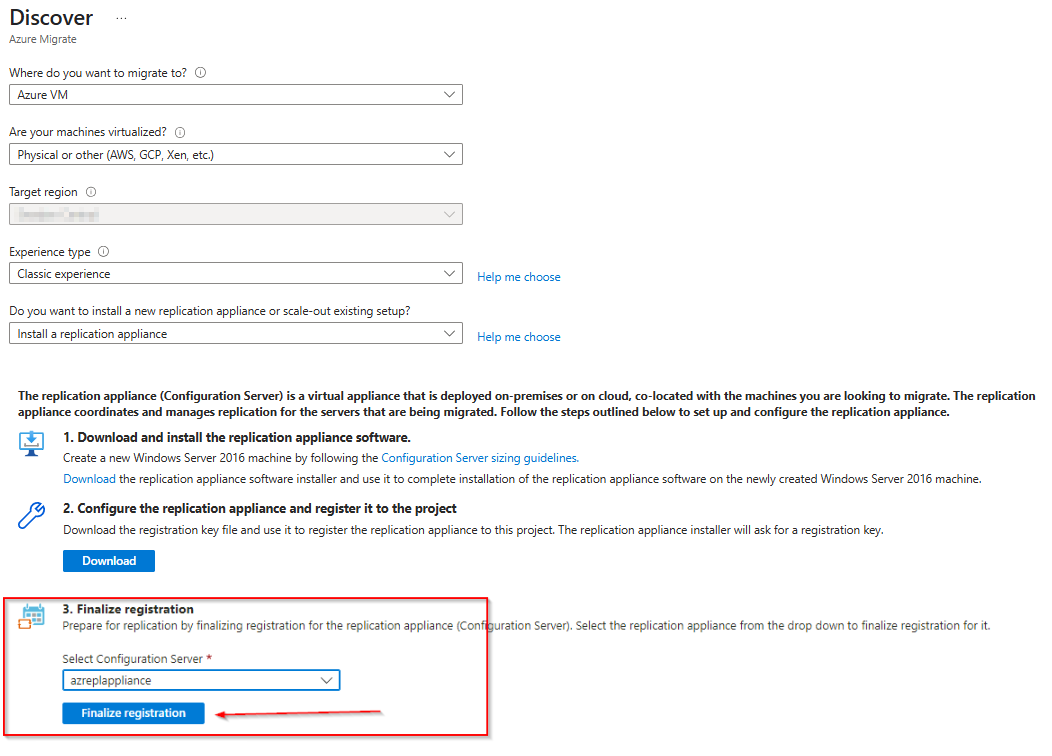 Discover ...
Azure Migrate
Where do you want to migrate to?
Azure VM
Are your machines virtualized?
Physical or other (AWS, GCP, Xen, etc.)
Target region
Experience type
Classic experience
Help me choose
Do you want to install a new replication appliance or scale-out existing setup?
Install a replication appliance
Help me choose
The replication appliance (Configuration Server) is a virtual appliance that is deployed on-premises or on cloud, co-located with the machines you are looking to migrate. The replication
appliance coordinates and manages replication for the servers that are being migrated. Follow the steps outlined below to set up and configure the replication appliance.
1. Download and install the replication appliance software.
Create a new Windows Server 2016 machine by following the Configuration Server sizing guidelines.
Download the replication appliance software installer and use it to complete installation of the replication appliance software on the newly created Windows Server 2016 machine.
2. Configure the replication appliance and register it to the project
Download the registration key file and use it to register the replication appliance to this project. The replication appliance installer will ask for a registration key.
Download
3. Finalize registration
Prepare for replication by finalizing registration for the replication appliance (Configuration Server). Select the replication appliance from the drop down to finalize registration for it.
Select Configuration Server *
azreplappliance
Finalize registration